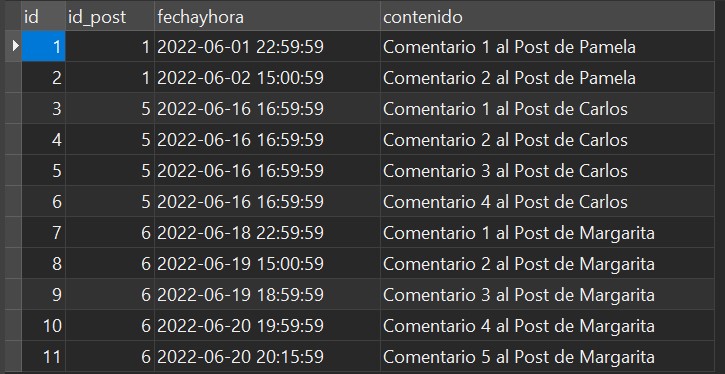 id id_post fechayhora contenido
1 1 2022-06-01 22:59:59 Comentario 1 al Post de Pamela
2 1 2022-06-02 15:00:59 Comentario 2 al Post de Pamela
3 5 2022-06-16 16:59:59 Comentario 1 al Post de Carlos
4 5 2022-06-16 16:59:59 Comentario 2 al Post de Carlos
5 5 2022-06-16 16:59:59 Comentario 3 al Post de Carlos
6 5 2022-06-16 16:59:59 Comentario 4 al Post de Carlos
7 6 2022-06-18 22:59:59 Comentario 1 al Post de Margarita
8 6 2022-06-19 15:00:59 Comentario 2 al Post de Margarita
9 6 2022-06-19 18:59:59 Comentario 3 al Post de Margarita
10 6 2022-06-20 19:59:59 Comentario 4 al Post de Margarita
11 6 2022-06-20 20:15:59 Comentario 5 al Post de Margarita